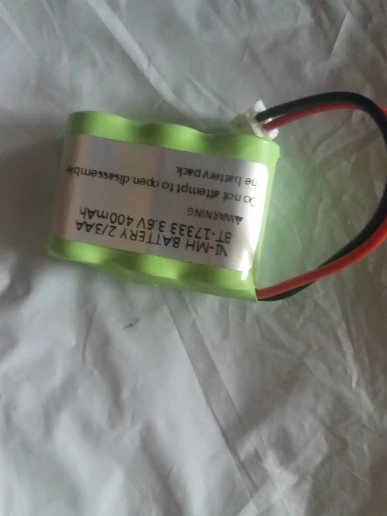 NI-MH BATTERY 2/3AA
BT-17333 3.6V 400mAh
⚠WARNING
Do not attempt to open.disassemble
he battery pack.